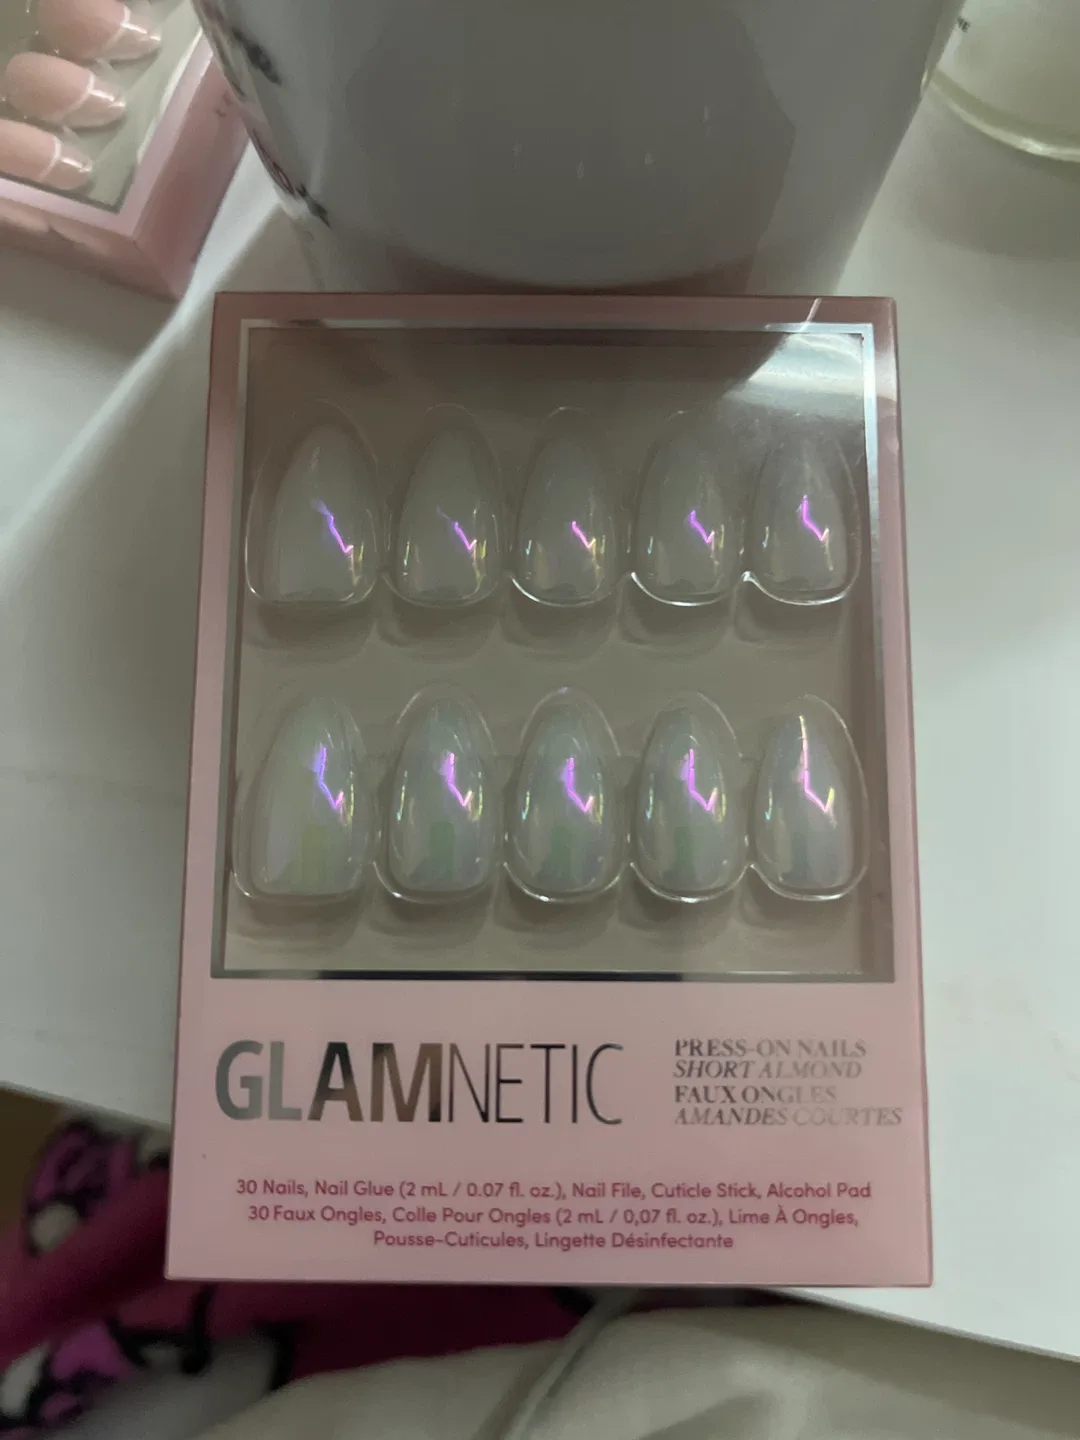 GLAMNETIC
PRESS-ON NAILS
SHORT ALMOND
FAUX ONGLES
AMANDES COURTES
30 Nails, Nail Glue (2 mL / 0.07 fl. oz.), Nail File, Cuticle Stick, Alcohol Pad
30 Faux Ongles, Colle Pour Ongles (2 mL / 0,07 fl. oz.), Lime À Ongles,
Pousse-Cuticules, Lingette Désinfectante